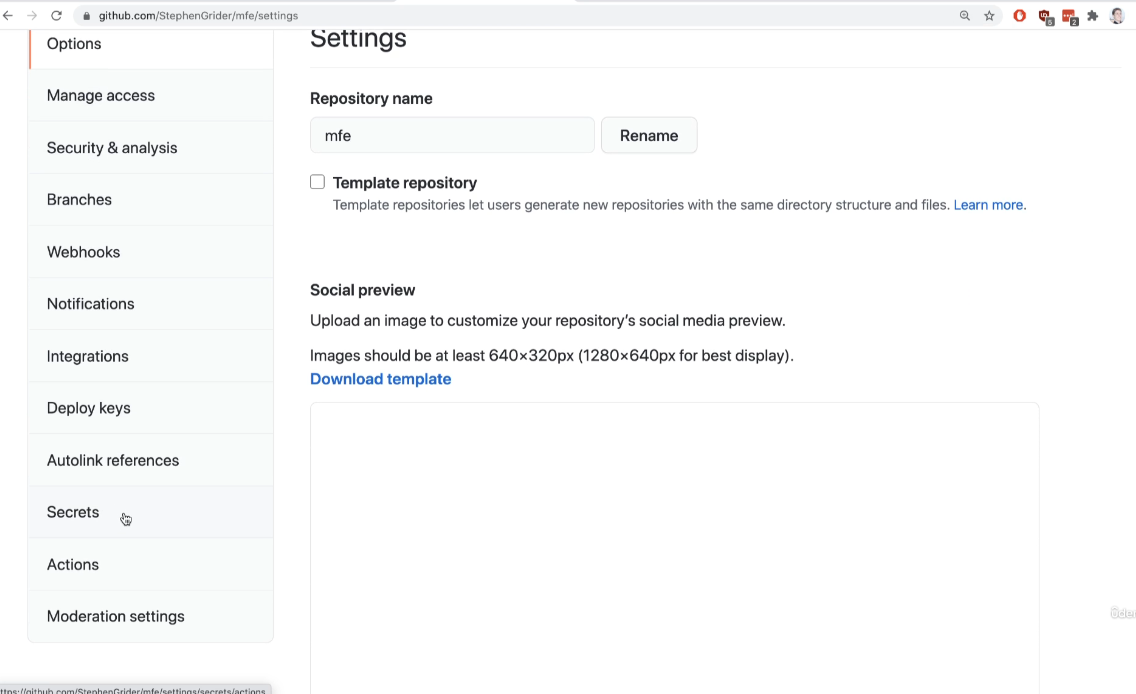 github.com/StephenGrider/mfe/settings
5
2
Options
Manage access
Security & analysis
Branches
Webhooks
Notifications
Integrations
Deploy keys
Autolink references
Secrets
Actions
Moderation settings
Settings
Repository name
mfe
Rename
Template repository
Template repositories let users generate new repositories with the same directory structure and files. Learn more.
Social preview
Upload an image to customize your repository's social media preview.
Images should be at least 640×320px (1280×640px for best display).
Download template
ttps://github.com/StephenGrider/mfe/settings/secrets/actions